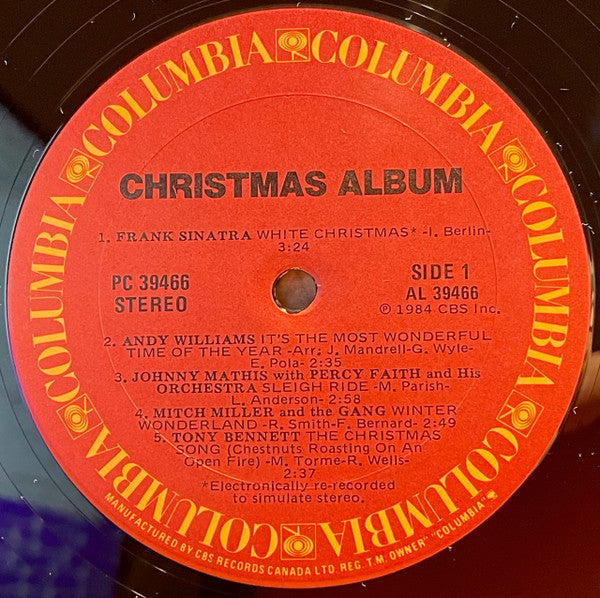 COLUMBIA COLUMBIA COLUMBIA COLUMBIA COLUMBIA COLUMBIA
CHRISTMAS ALBUM
1. FRANK SINATRA WHITE CHRISTMAS* -I. Berlin-
3:24
PC 39466
STEREO
SIDE 1
AL 39466
℗ 1984 CBS Inc.
2. ANDY WILLIAMS IT'S THE MOST WONDERFUL
TIME OF THE YEAR -Arr: J. Mandrell-G. Wyle-
E. Pola- 2:35
3. JOHNNY MATHIS with PERCY FAITH and His
ORCHESTRA SLEIGH RIDE -M. Parish-
L. Anderson- 2:58
4. MITCH MILLER and the GANG WINTER
WONDERLAND -R. Smith-F. Bernard- 2:49
5. TONY BENNETT THE CHRISTMAS
SONG (Chestnuts Roasting On An
Open Fire) -M. Torme-R. Wells-
2:37
*Electronically re-recorded
to simulate stereo.
MANUFACTURED BY CBS RECORDS CANADA LTD. REG. T.M. OWNER "COLUMBIA"